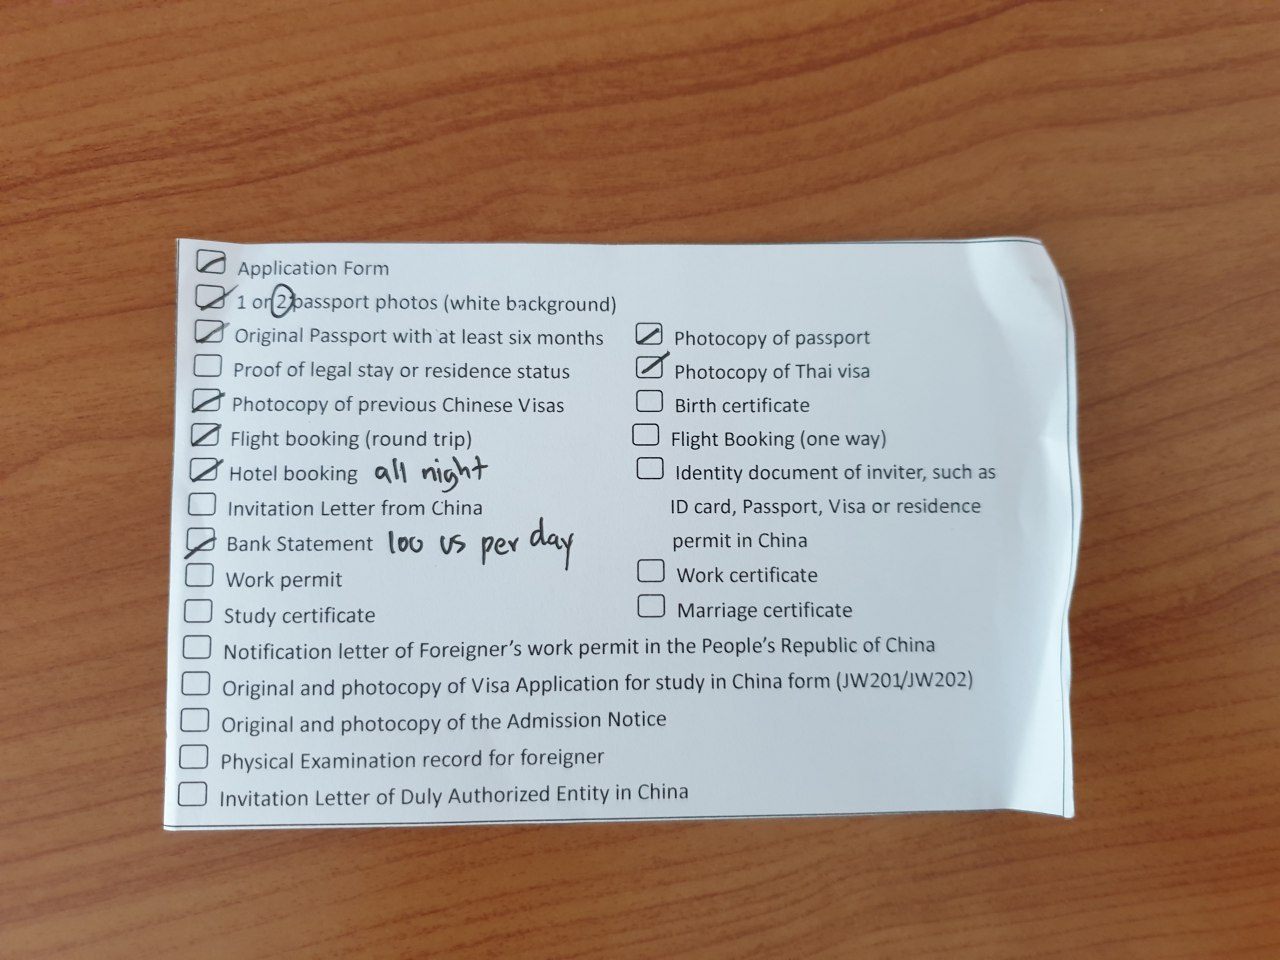 Application Form
1 or 2 passport photos (white background)
Original Passport with at least six months
Photocopy of passport
Proof of legal stay or residence status
Photocopy of Thai visa
Photocopy of previous Chinese Visas
Birth certificate
Flight booking (round trip)
Flight Booking (one way)
Hotel booking all night
Identity document of inviter, such as
ID card, Passport, Visa or residence
permit in China
Invitation Letter from China
Bank Statement 100 us per day
Work permit
Work certificate
Study certificate
Marriage certificate
Notification letter of Foreigner's work permit in the People's Republic of China
Original and photocopy of Visa Application for study in China form (JW201/JW202)
Original and photocopy of the Admission Notice
Physical Examination record for foreigner
Invitation Letter of Duly Authorized Entity in China